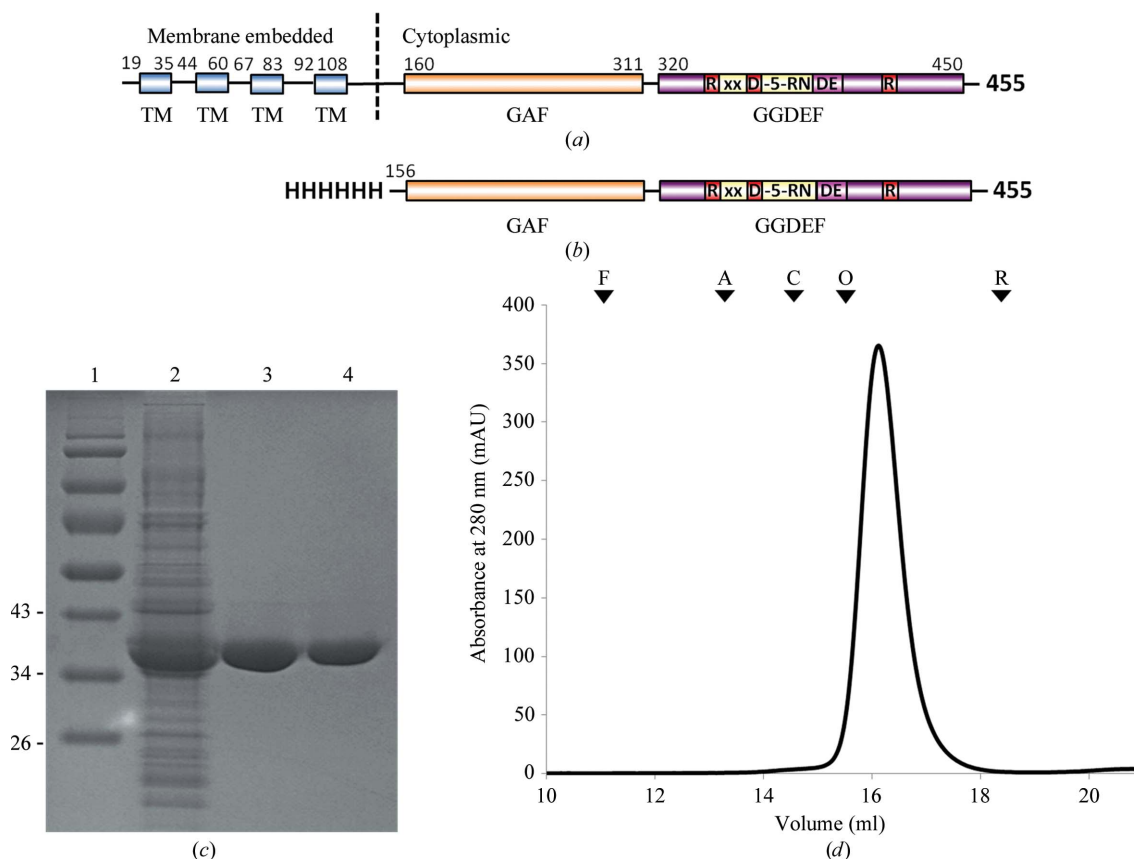 Membrane embedded Cytoplasmic
19 35 44 60 67 83 92 108 160 311 320 450
R xx D -5-RN DE R 455
TM TM TM TM GAF GGDEF
(a)
156
HHHHHH R xx D -5-RN DE R 455
GAF GGDEF
(b)
1 2 3 4
43 -
34 -
26 -
(c)
F A C O R
400
350
300
250
200
150
100
50
0
Absorbance at 280 nm (mAU)
10 12 14 16 18 20
Volume (ml)
(d)